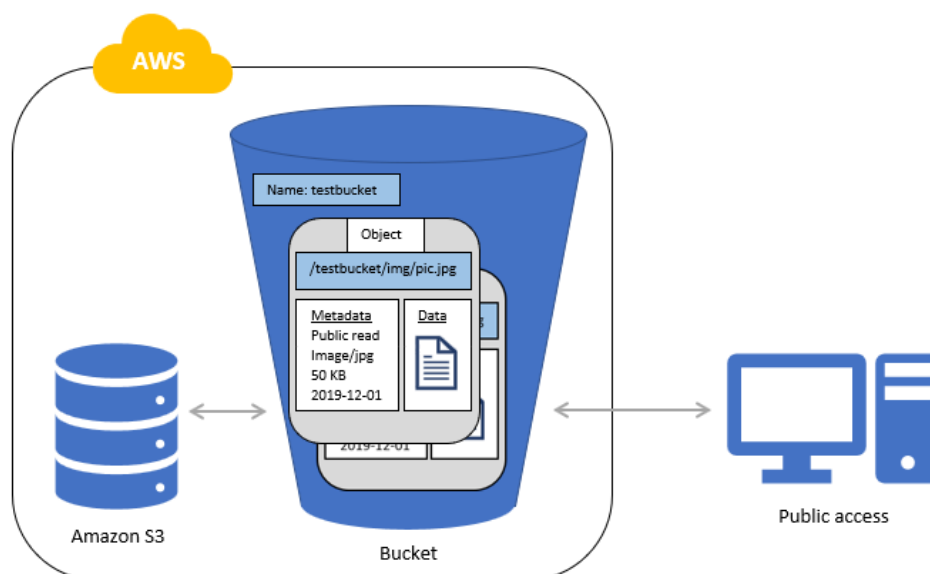 AWS
Name: testbucket
Object
/testbucket/img/pic.jpg
Metadata
Public read
Image/jpg
50 KB
2019-12-01
Data
2019-12-01
Amazon S3
Bucket
Public access